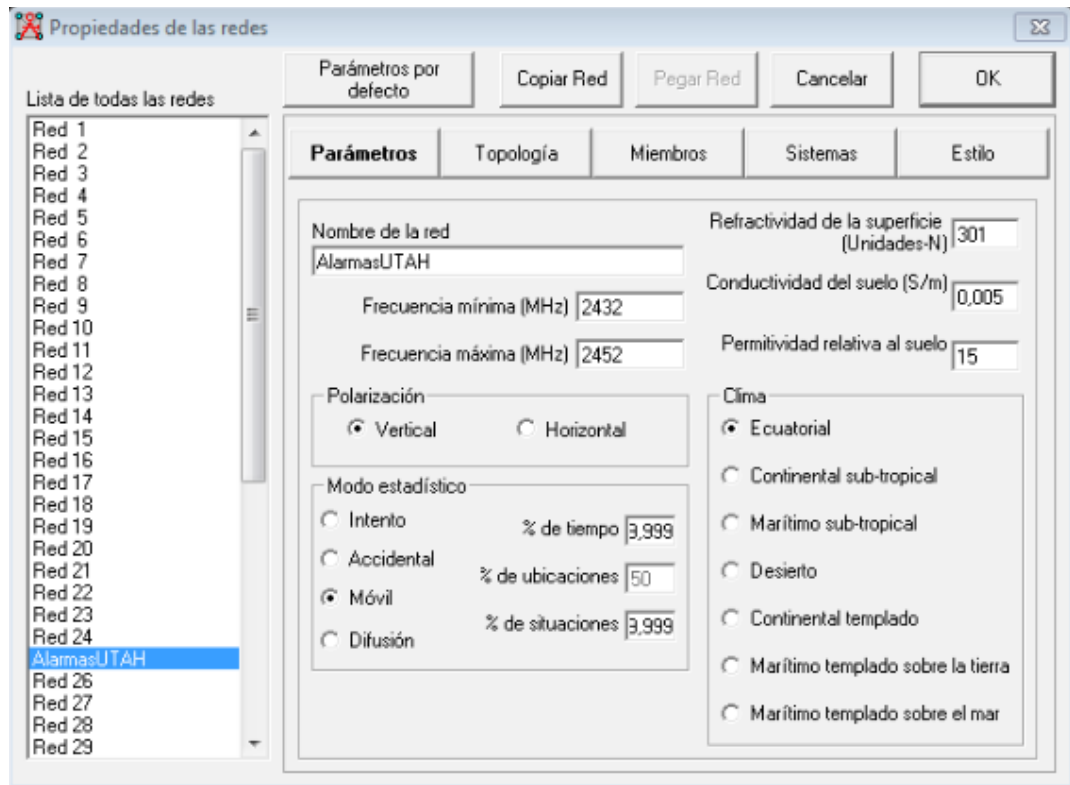 Propiedades de las redes
Parámetros por defecto
Copiar Red
Pegar Red
Cancelar
OK
Lista de todas las redes
Red 1
Red 2
Red 3
Red 4
Red 5
Red 6
Red 7
Red 8
Red 9
Red 10
Red 11
Red 12
Red 13
Red 14
Red 15
Red 16
Red 17
Red 18
Red 19
Red 20
Red 21
Red 22
Red 23
Red 24
AlarmasUTAH
Red 26
Red 27
Red 28
Red 29
Parámetros
Topología
Miembros
Sistemas
Estilo
Nombre de la red
AlarmasUTAH
Frecuencia mínima (MHz) 2432
Frecuencia máxima (MHz) 2452
Refractividad de la superficie
(Unidades-N) 301
Conductividad del suelo (S/m) 0,005
Permitividad relativa al suelo 15
Polarización
Vertical
Horizontal
Modo estadístico
Intento
Accidental
Móvil
Difusión
% de tiempo 9,999
% de ubicaciones 50
% de situaciones 9,999
Clima
Ecuatorial
Continental sub-tropical
Marítimo sub-tropical
Desierto
Continental templado
Marítimo templado sobre la tierra
Marítimo templado sobre el mar